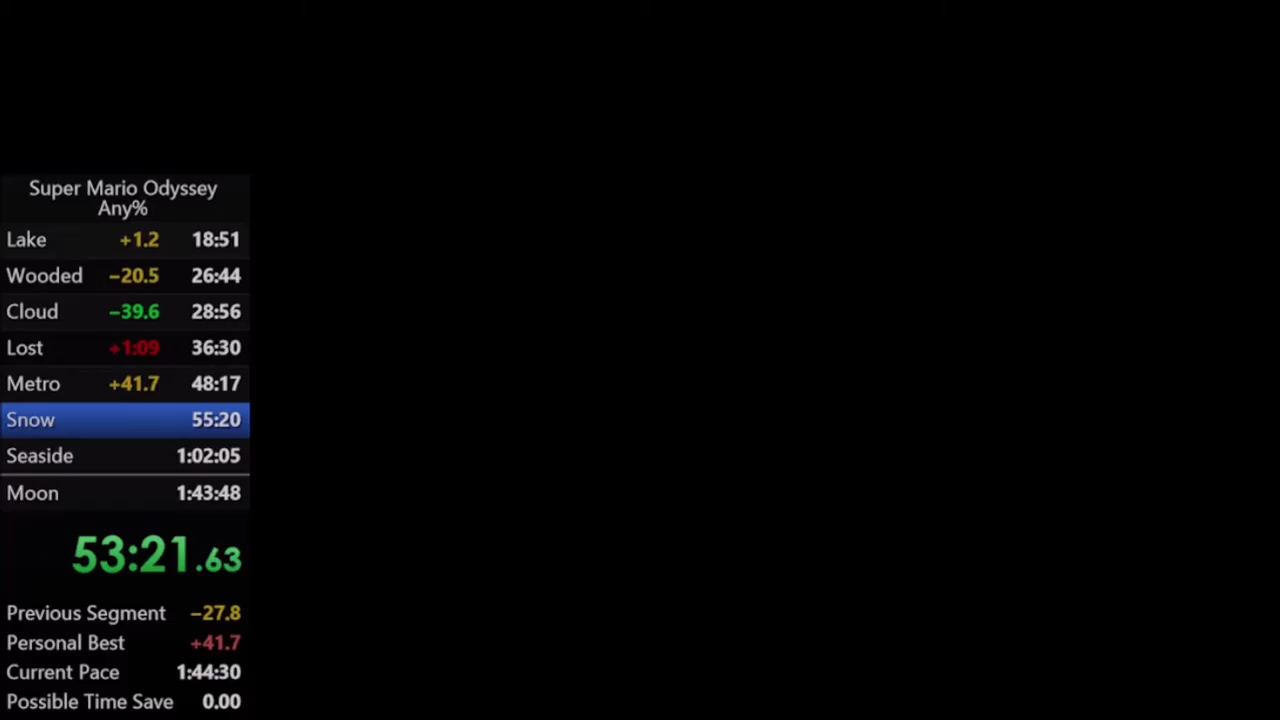 Super Mario Odyssey
Any%
Lake +1.2 18:51
Wooded −20.5 26:44
Cloud −39.6 28:56
Lost +1:09 36:30
Metro +41.7 48:17
Snow 55:20
Seaside 1:02:05
Moon 1:43:48
53:21.63
Previous Segment −27.8
Personal Best +41.7
Current Pace 1:44:30
Possible Time Save 0.00